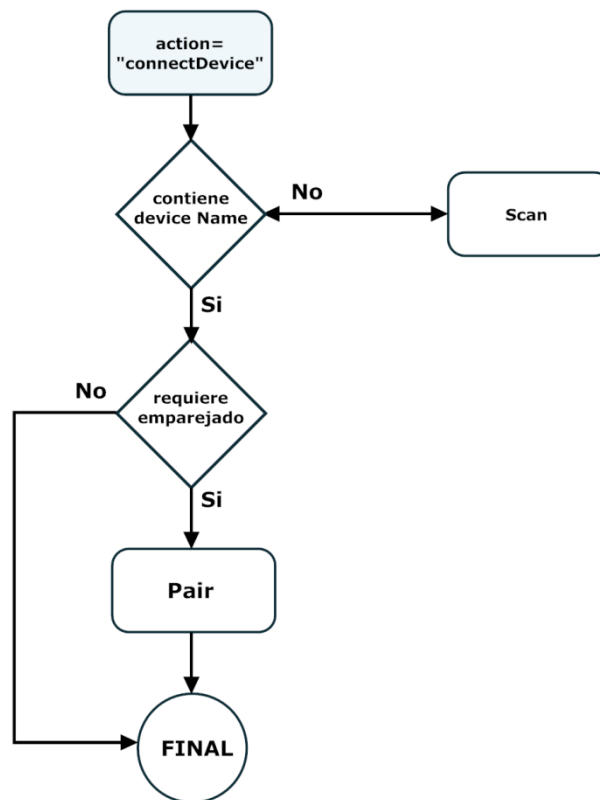 action=
"connectDevice"
contiene
device Name
No
Scan
Si
No
requiere
emparejado
Si
Pair
FINAL